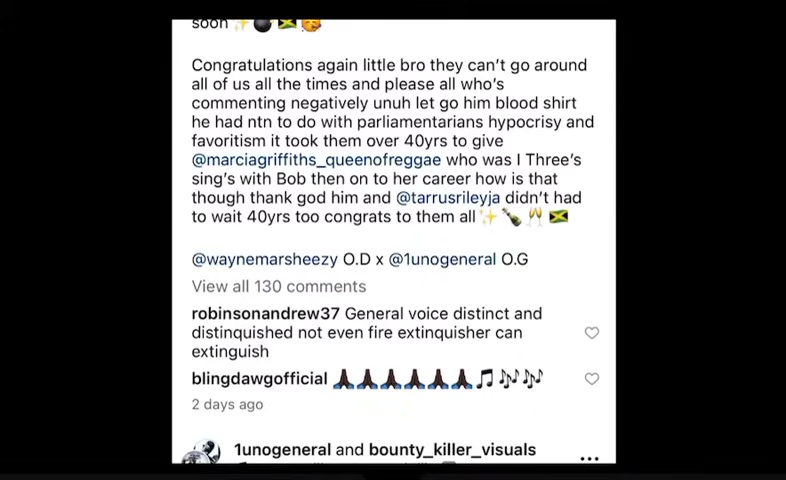 soon ✨💣🇯🇲🥳
Congratulations again little bro they can't go around
all of us all the times and please all who's
commenting negatively unuh let go him blood shirt
he had ntn to do with parliamentarians hypocrisy and
favoritism it took them over 40yrs to give
@marciagriffiths_queenofreggae who was I Three's
sing's with Bob then on to her career how is that
though thank god him and @tarrusrileyja didn't had
to wait 40yrs too congrats to them all✨🍾🥂🇯🇲
@waynemarsheezy O.D x @1unogeneral O.G
View all 130 comments
robinsonandrew37 General voice distinct and
distinquished not even fire extinquisher can
extinguish
blingdawgofficial 🙏🏿🙏🏿🙏🏿🙏🏿🙏🏿🙏🏿🎵🎶🎶
2 days ago
1unogeneral and bounty_killer_visuals